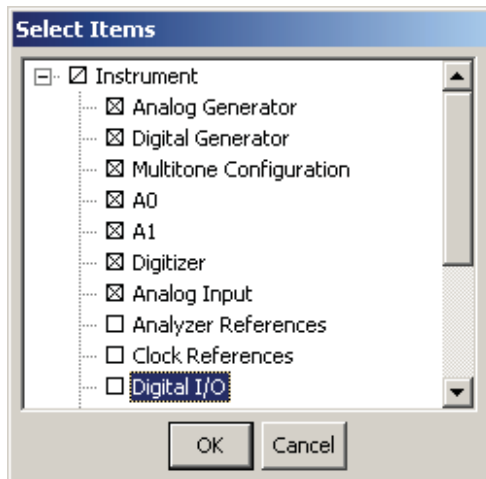 Select Items
Instrument
Analog Generator
Digital Generator
Multitone Configuration
A0
A1
Digitizer
Analog Input
Analyzer References
Clock References
Digital I/O
OK Cancel